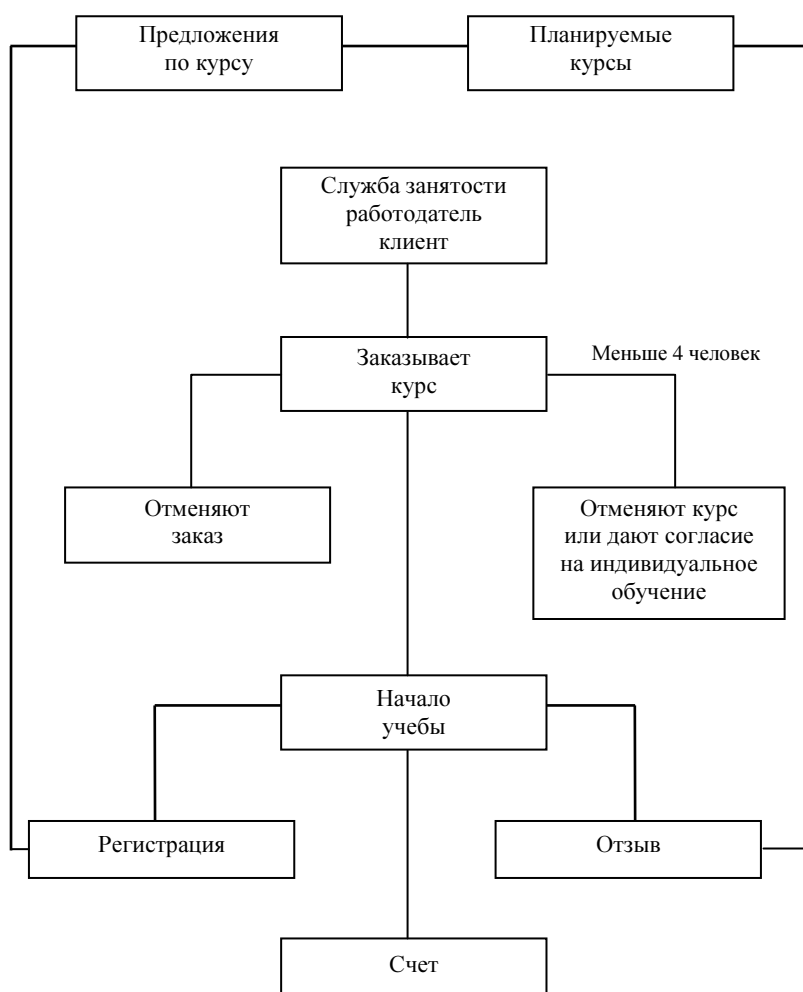 Предложения
по курсу
Планируемые
курсы
Служба занятости
работодатель
клиент
Заказывает
курс
Меньше 4 человек
Отменяют
заказ
Отменяют курс
или дают согласие
на индивидуальное
обучение
Начало
учебы
Регистрация
Отзыв
Счет